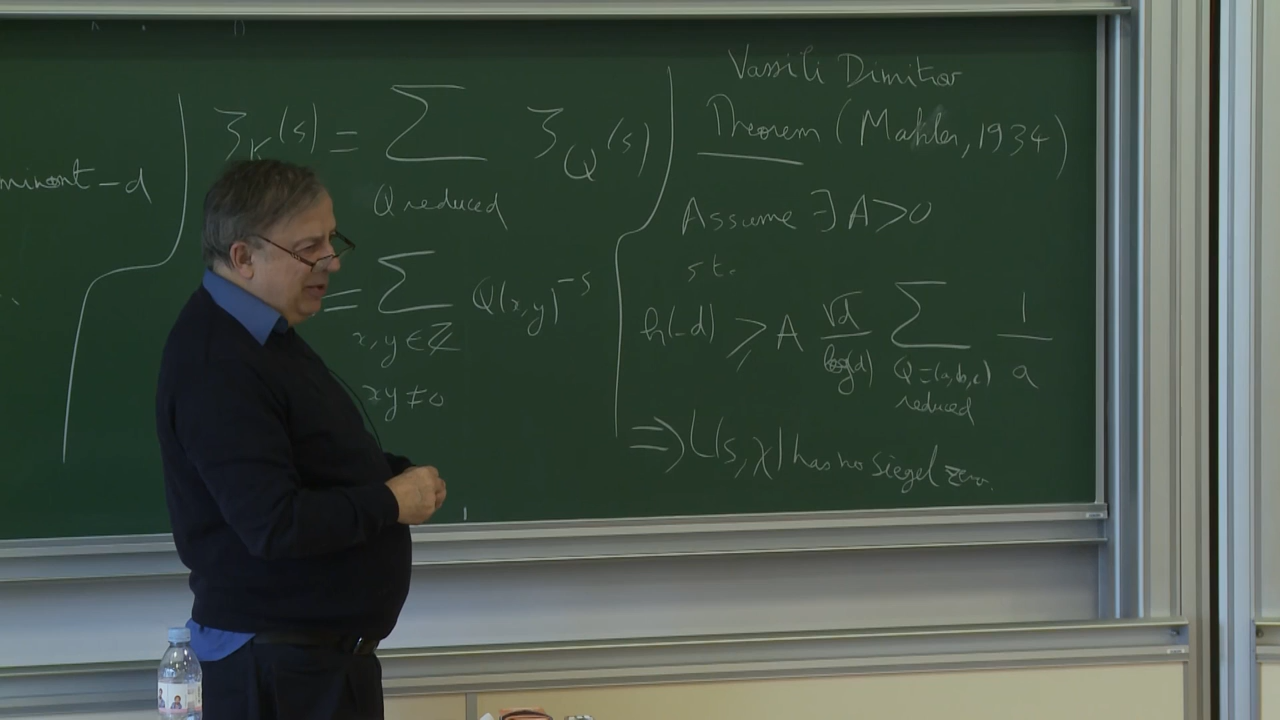 minant -d
ζ_K(s) = Σ ζ_Q(s)
Q reduced
= Σ Q(x,y)^{-s}
x, y ∈ ℤ
xy ≠ 0
Vassili Dimitrov
Theorem (Mahler, 1934)
Assume ∃ A > 0
s.t.
h(-d) ⩾ A √d/log(d) Σ 1/a
Q=(a,b,c)
reduced
⇒ L(s, χ) has no Siegel zero.